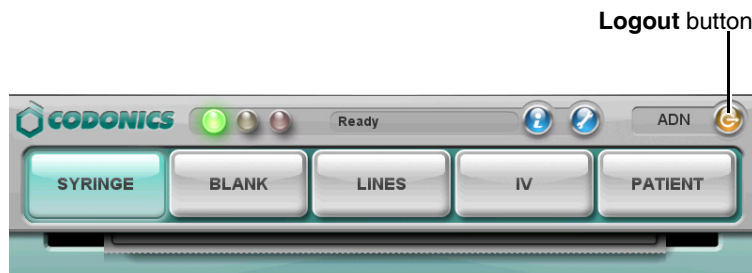 Logout button
CODONICS
Ready
i
ADN
SYRINGE
BLANK
LINES
IV
PATIENT